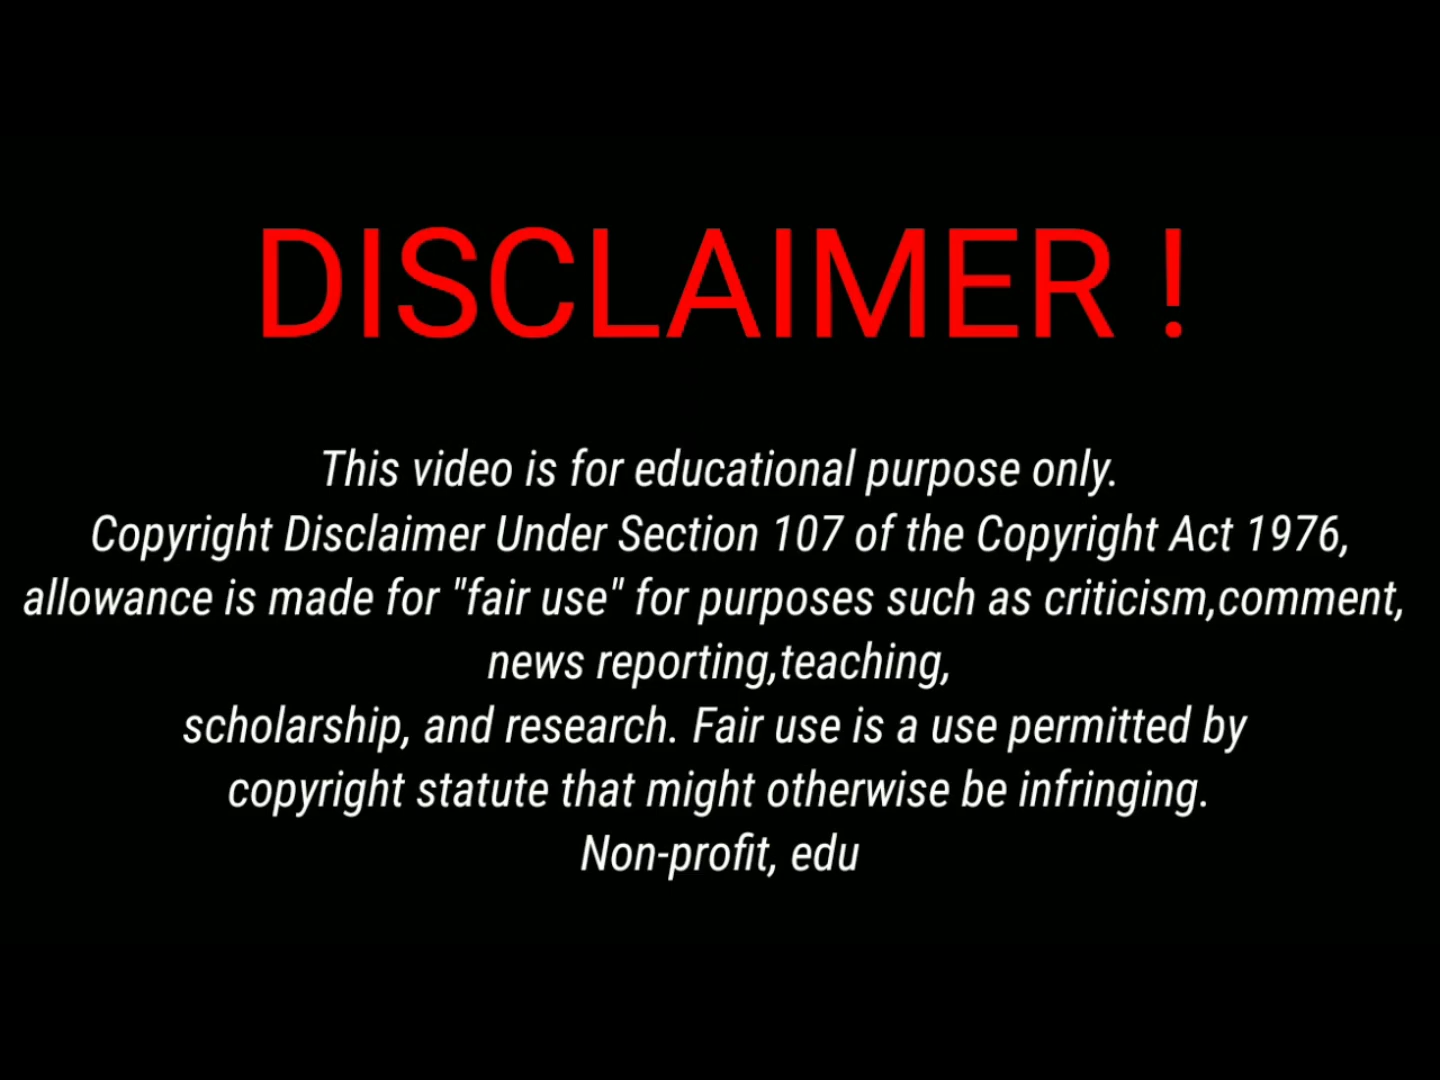 DISCLAIMER !
This video is for educational purpose only.
Copyright Disclaimer Under Section 107 of the Copyright Act 1976,
allowance is made for "fair use" for purposes such as criticism,comment,
news reporting,teaching,
scholarship, and research. Fair use is a use permitted by
copyright statute that might otherwise be infringing.
Non-profit, edu